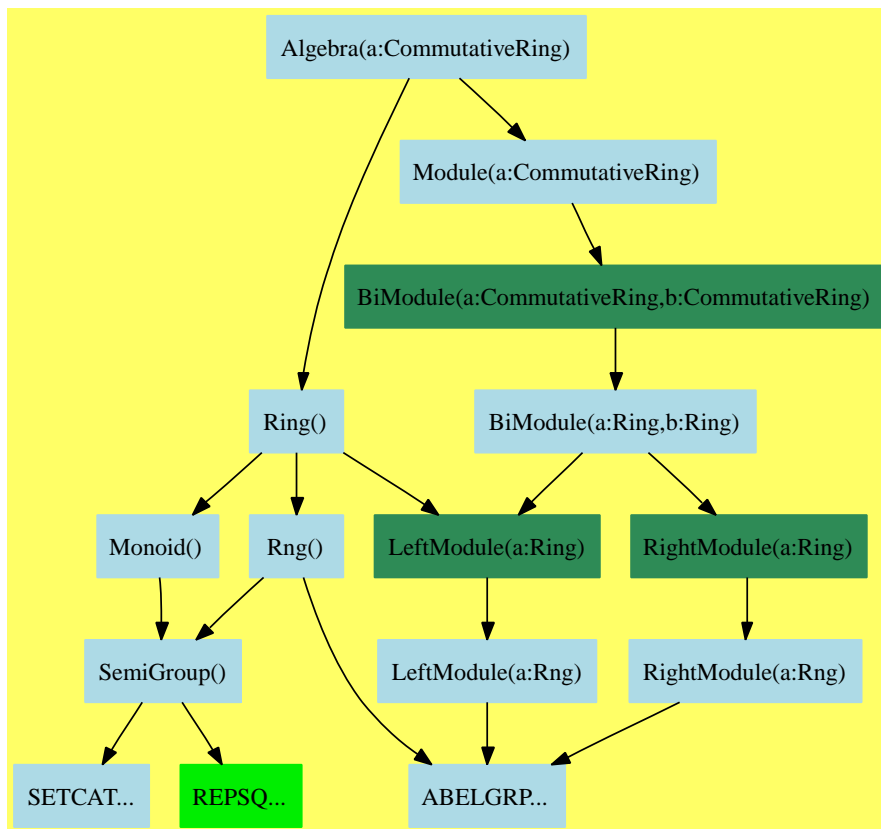 Algebra(a:CommutativeRing)
Module(a:CommutativeRing)
BiModule(a:CommutativeRing,b:CommutativeRing)
Ring()
BiModule(a:Ring,b:Ring)
Monoid()
Rng()
LeftModule(a:Ring)
RightModule(a:Ring)
SemiGroup()
LeftModule(a:Rng)
RightModule(a:Rng)
SETCAT...
REPSQ...
ABELGRP...